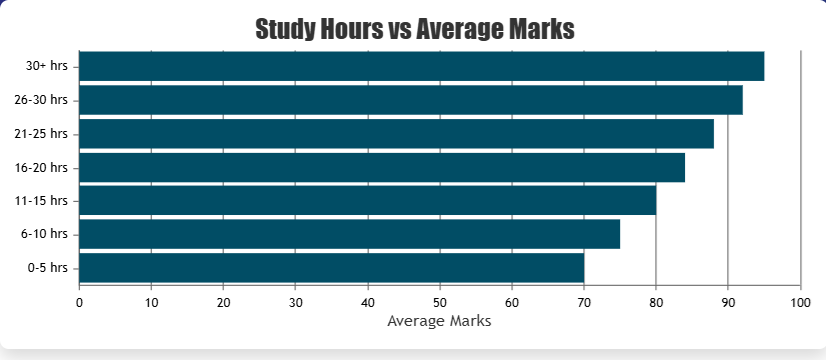 Study Hours vs Average Marks
30+ hrs
26-30 hrs
21-25 hrs
16-20 hrs
11-15 hrs
6-10 hrs
0-5 hrs
0 10 20 30 40 50 60 70 80 90 100
Average Marks